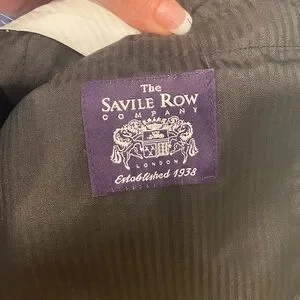 The
SAVILE ROW
COMPANY
LONDON
Established 1938